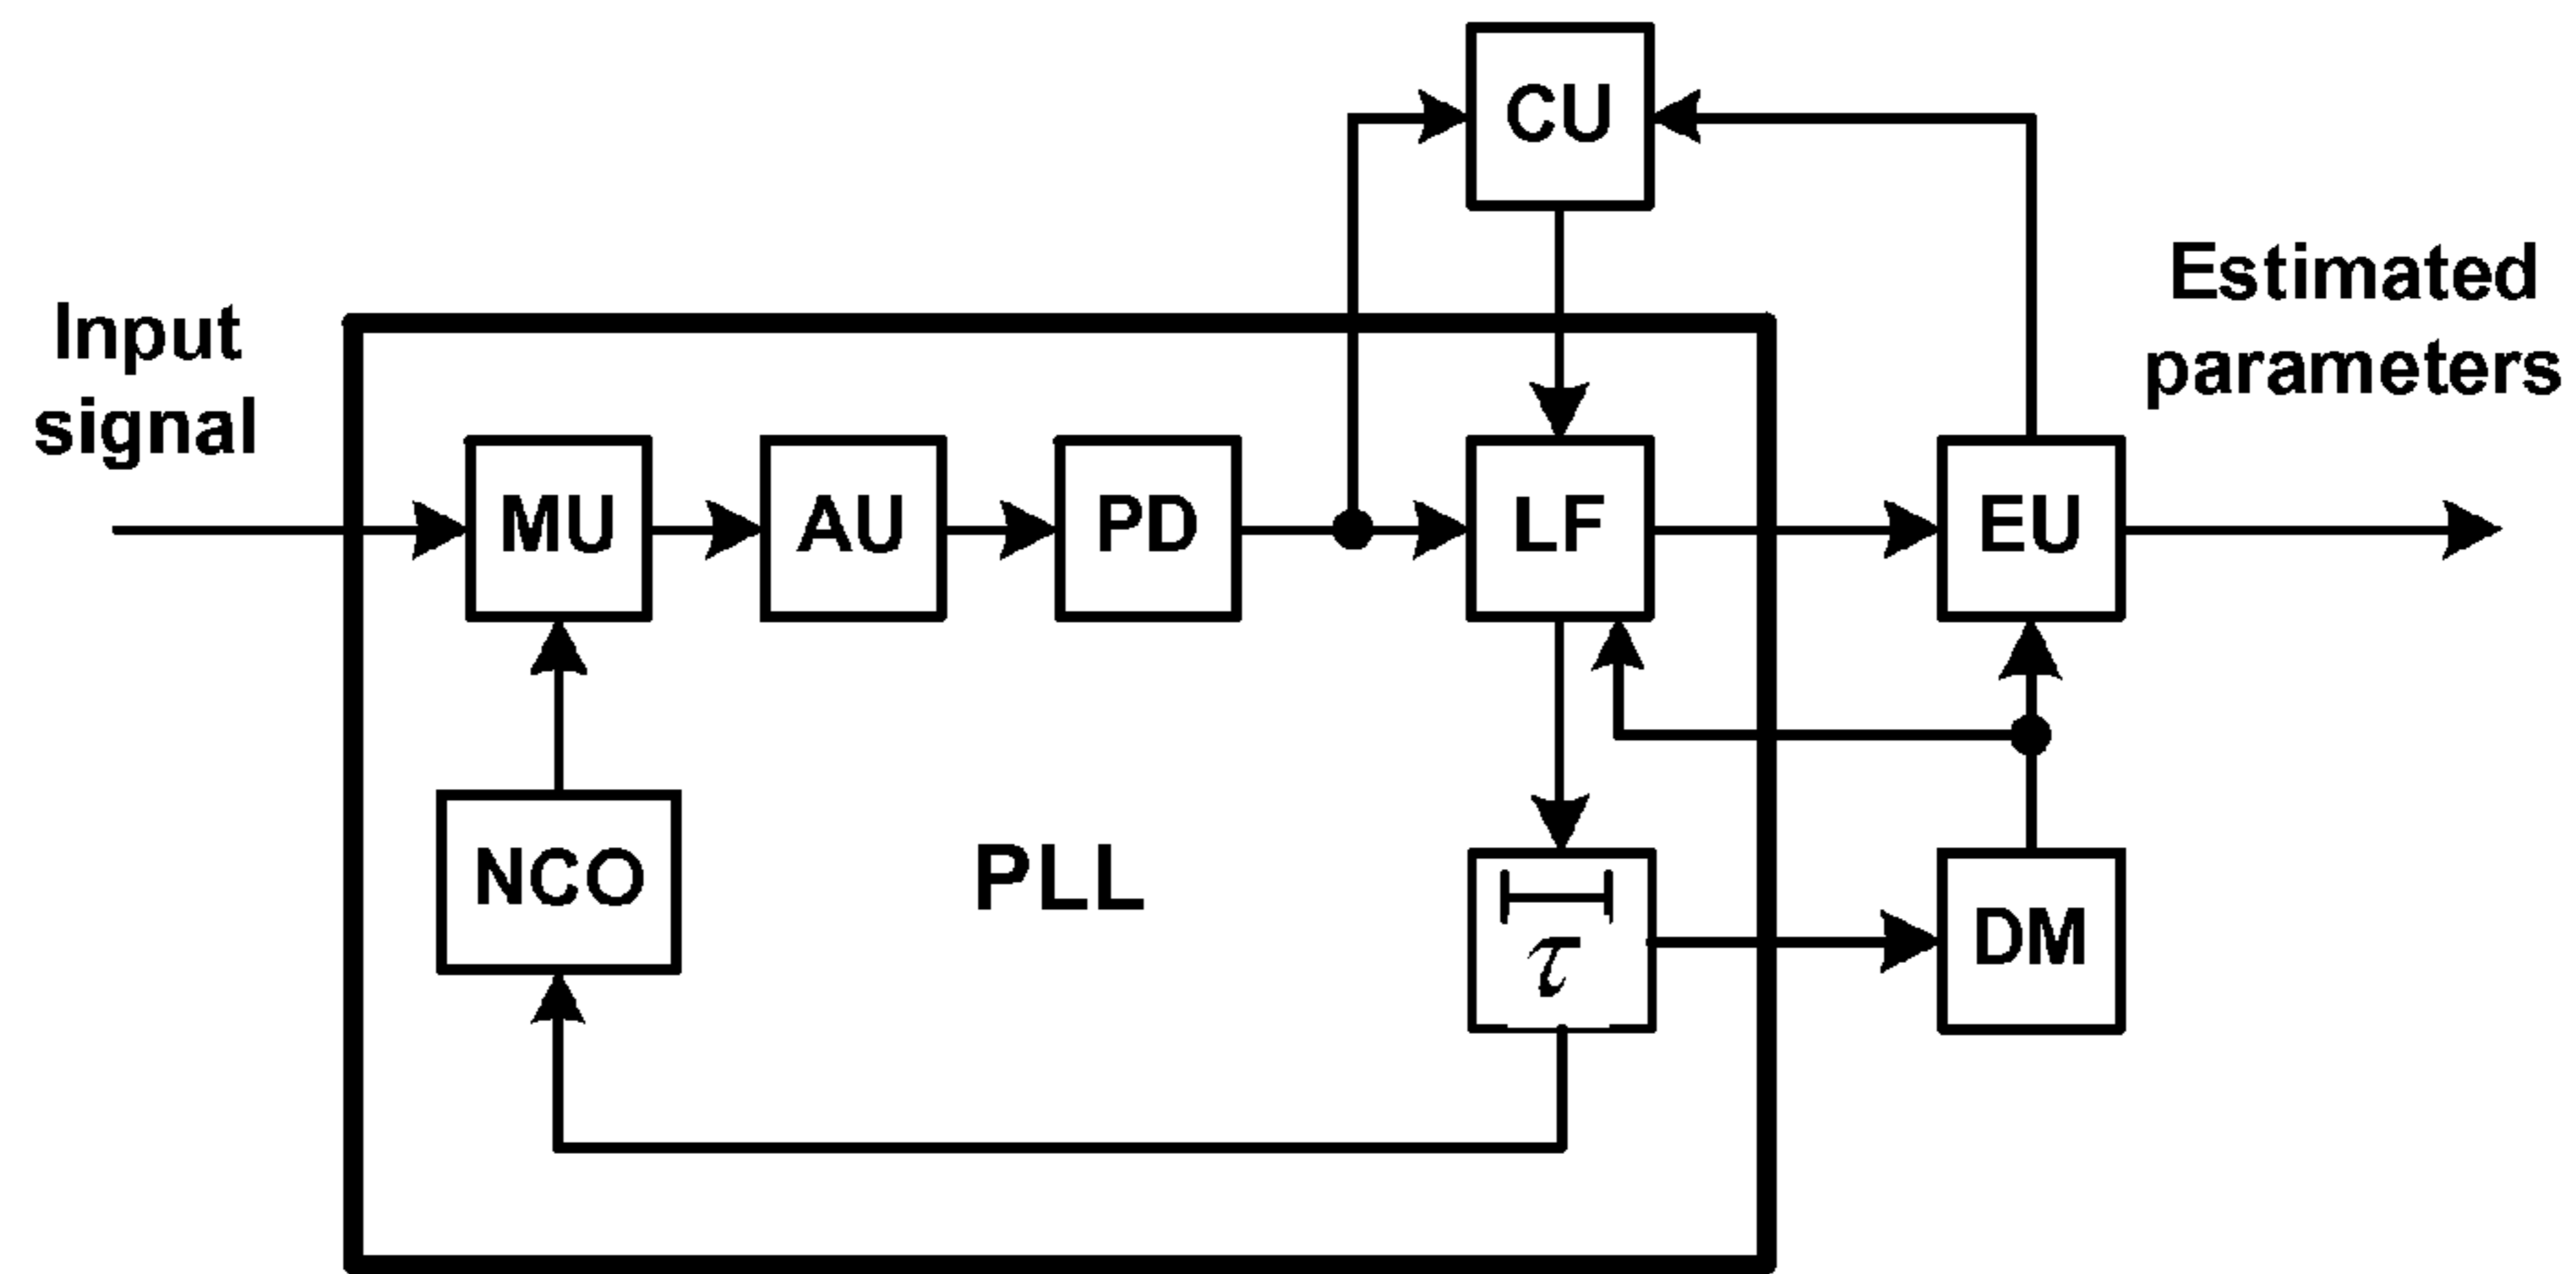 CU
Input
signal
Estimated
parameters
MU
AU
PD
LF
EU
NCO
PLL
τ
DM